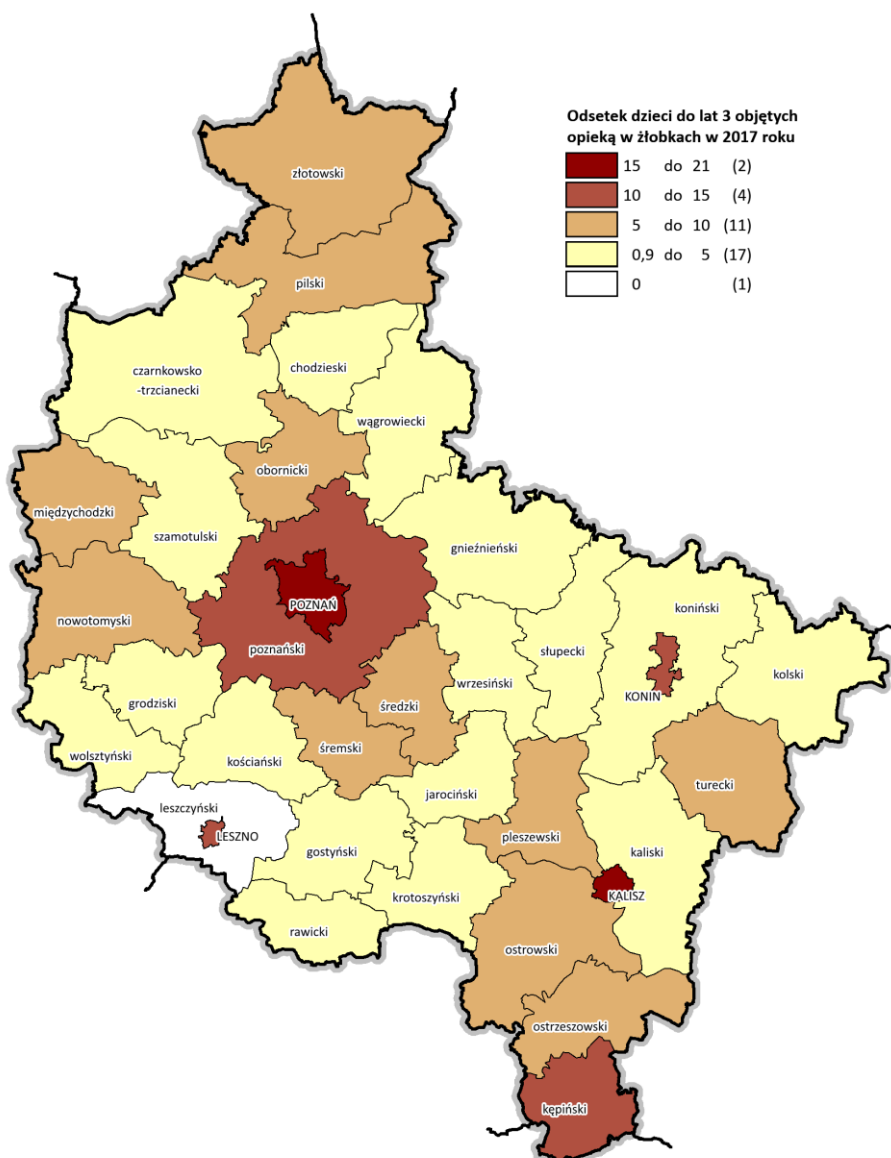 Odsetek dzieci do lat 3 objętych
opieką w żłobkach w 2017 roku
15 do 21 (2)
10 do 15 (4)
5 do 10 (11)
0,9 do 5 (17)
0 (1)
złotowski
pilski
czarnkowsko
-trzcianecki
chodzieski
wągrowiecki
obornicki
międzychodzki
szamotulski
gnieźnieński
POZNAŃ
nowotomyski
poznański
koniński
słupecki
kolski
wrzesiński
KONIN
grodziski
średzki
śremski
wolsztyński
kościański
turecki
jarociński
leszczyński
LESZNO
pleszewski
gostyński
kaliski
krotoszyński
KALISZ
rawicki
ostrowski
ostrzeszowski
kępiński